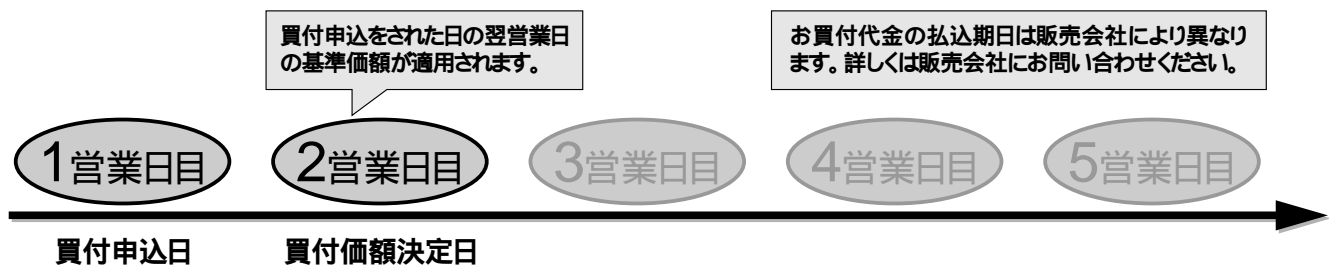 買付申込をされた日の翌営業日
の基準価額が適用されます。
お買付代金の払込期日は販売会社により異なり
ます。詳しくは販売会社にお問い合わせください。
1営業日目
2営業日目
3営業日目
4営業日目
5営業日目
買付申込日
買付価額決定日